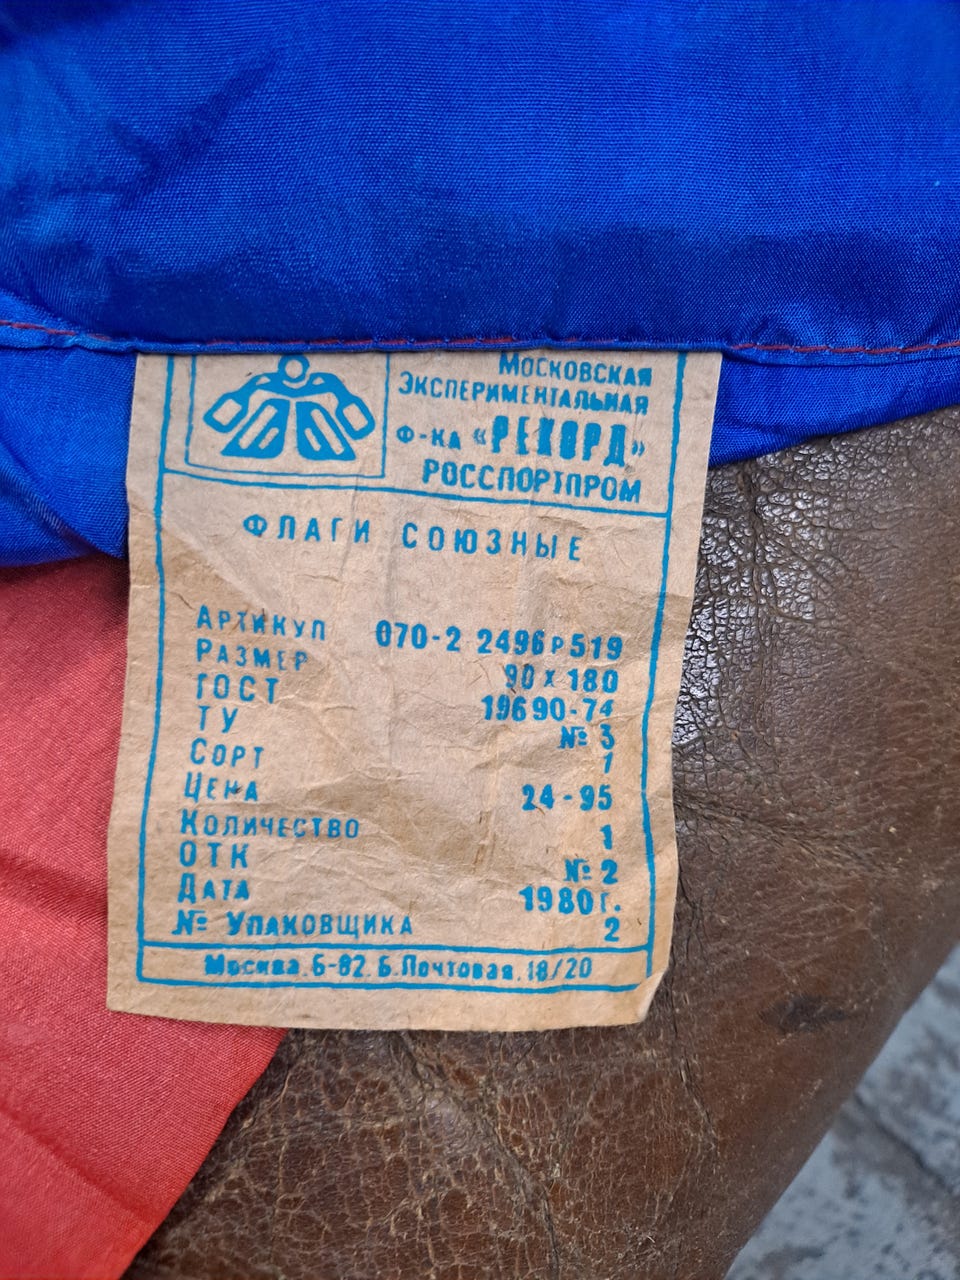 Московская
экспериментальная
ф-ка «РЕКОРД»
РОССПОРТПРОМ
ФЛАГИ СОЮЗНЫЕ
Артикул 070-2 2496р519
Размер 90 х 180
ГОСТ 19690-74
ТУ № 3
Сорт 1
Цена 24-95
Количество 1
ОТК № 2
Дата 1980 г.
№ Упаковщика 2
Москва, Б-82, Б. Почтовая, 18/20